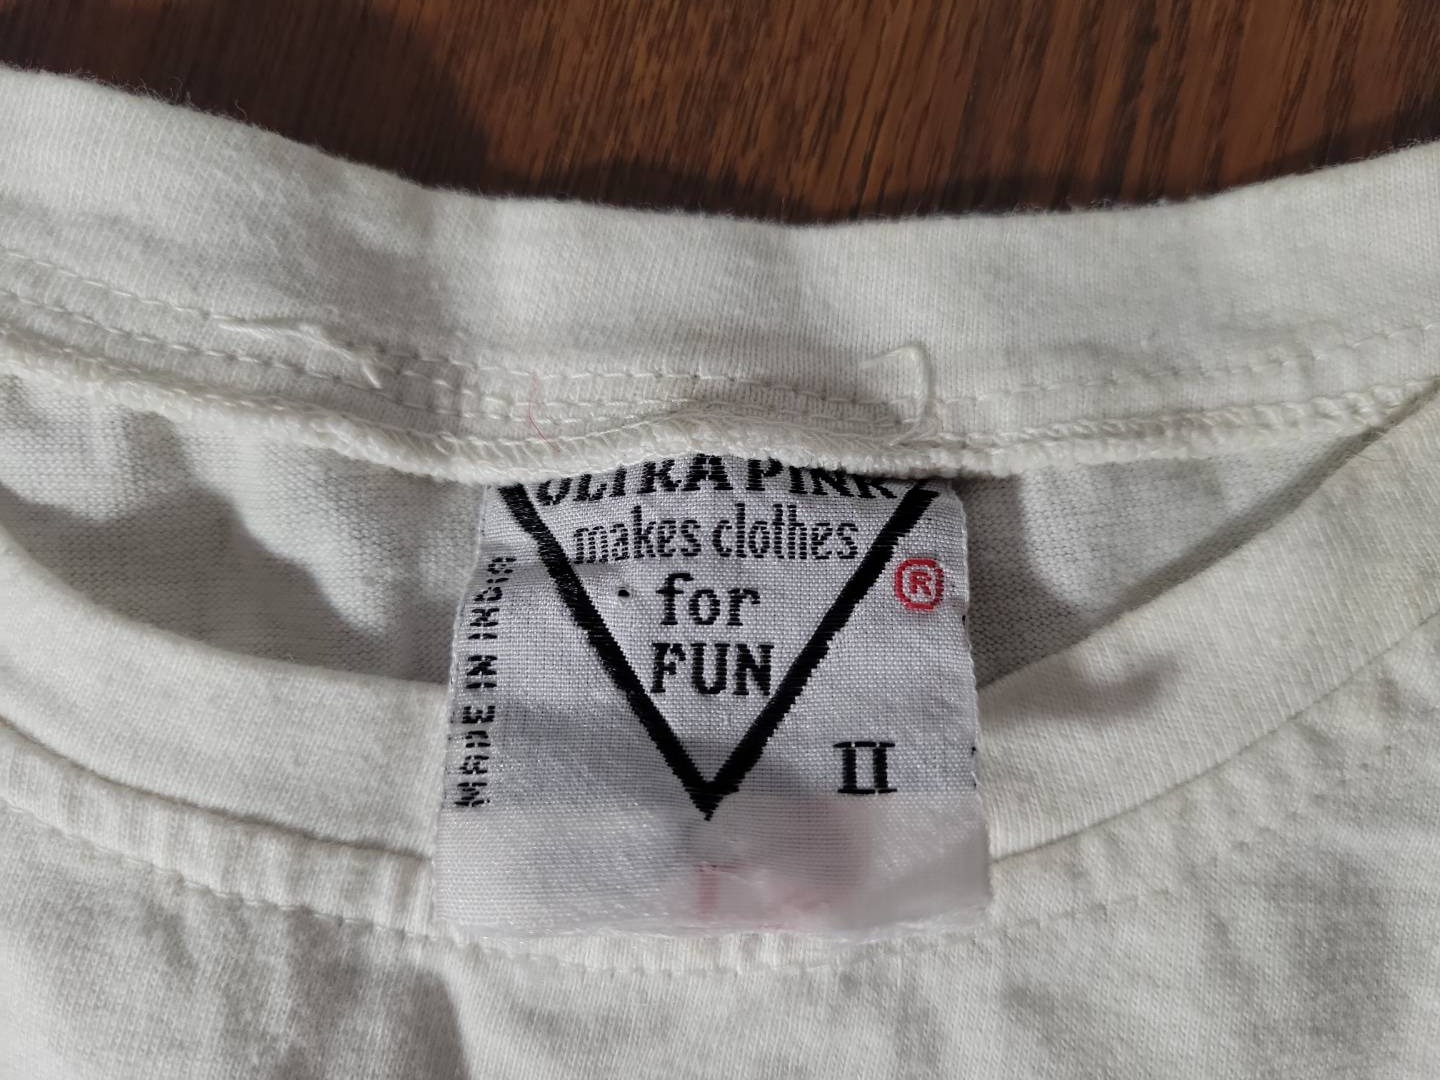 ULTRA PINK
makes clothes
for
FUN
®
II
MADE IN INDIA